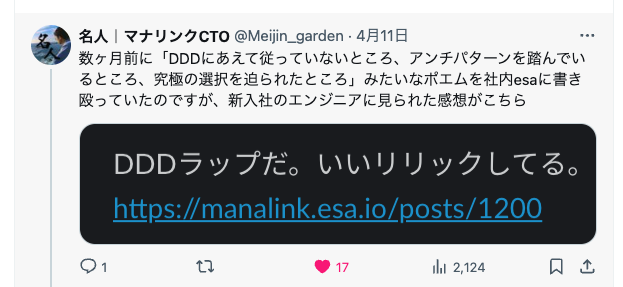 名人｜マナリンクCTO @Meijin_garden · 4月11日 ···
数ヶ月前に「DDDにあえて従っていないところ、アンチパターンを踏んでい
るところ、究極の選択を迫られたところ」みたいなポエムを社内esaに書き
殴っていたのですが、新入社のエンジニアに見られた感想がこちら
DDDラップだ。いいリリックしてる。
https://manalink.esa.io/posts/1200
1 17 2,124
名人